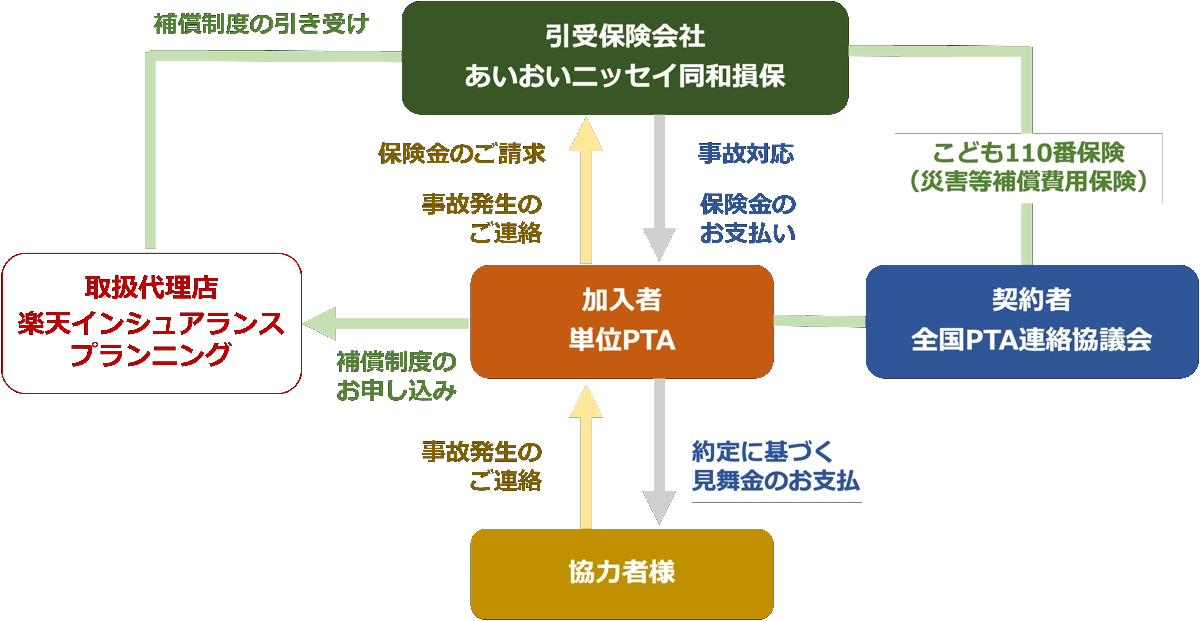 補償制度の引き受け
引受保険会社
あいおいニッセイ同和損保
保険金のご請求
事故発生の
ご連絡
事故対応
保険金の
お支払い
こども110番保険
（災害等補償費用保険）
取扱代理店
楽天インシュアランス
プランニング
加入者
単位PTA
契約者
全国PTA連絡協議会
補償制度の
お申し込み
事故発生の
ご連絡
約定に基づく
見舞金のお支払
協力者様